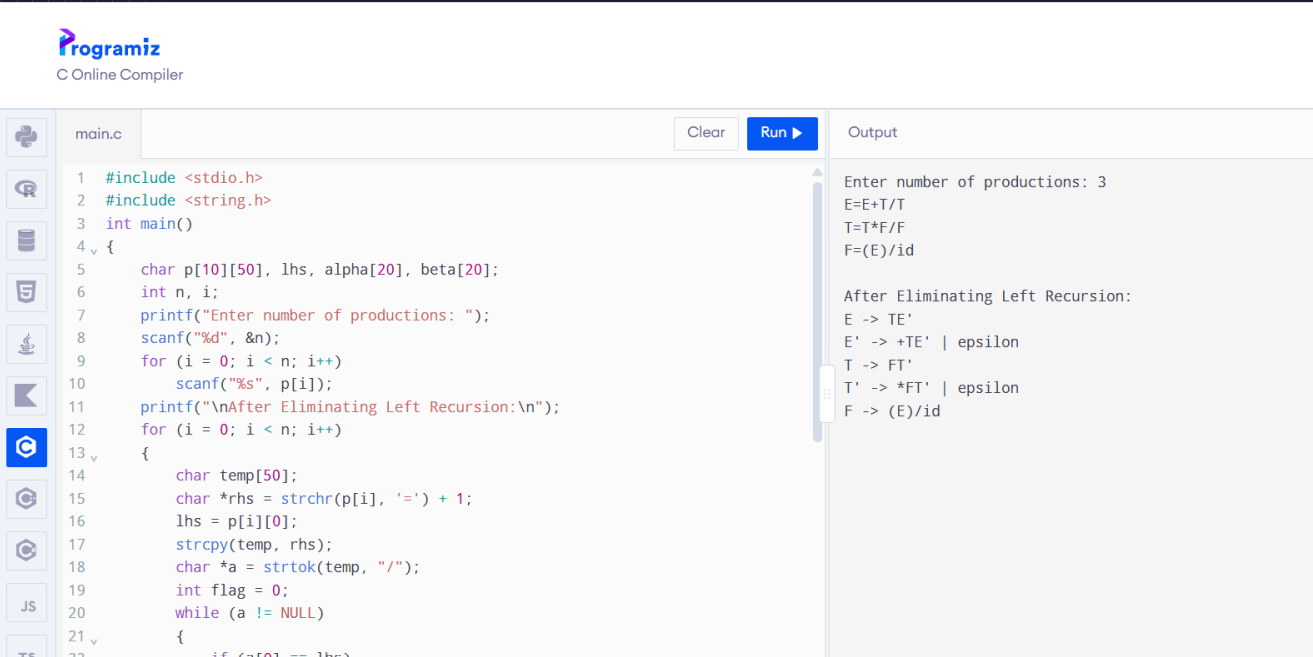 Programiz
C Online Compiler
main.c
Clear
Run
Output
1 #include <stdio.h>
2 #include <string.h>
3 int main()
4 {
5 char p[10][50], lhs, alpha[20], beta[20];
6 int n, i;
7 printf("Enter number of productions: ");
8 scanf("%d", &n);
9 for (i = 0; i < n; i++)
10 scanf("%s", p[i]);
11 printf("\nAfter Eliminating Left Recursion:\n");
12 for (i = 0; i < n; i++)
13 {
14 char temp[50];
15 char *rhs = strchr(p[i], '=') + 1;
16 lhs = p[i][0];
17 strcpy(temp, rhs);
18 char *a = strtok(temp, "/");
19 int flag = 0;
20 while (a != NULL)
21 {
Enter number of productions: 3
E=E+T/T
T=T*F/F
F=(E)/id
After Eliminating Left Recursion:
E -> TE'
E' -> +TE' | epsilon
T -> FT'
T' -> *FT' | epsilon
F -> (E)/id
JS